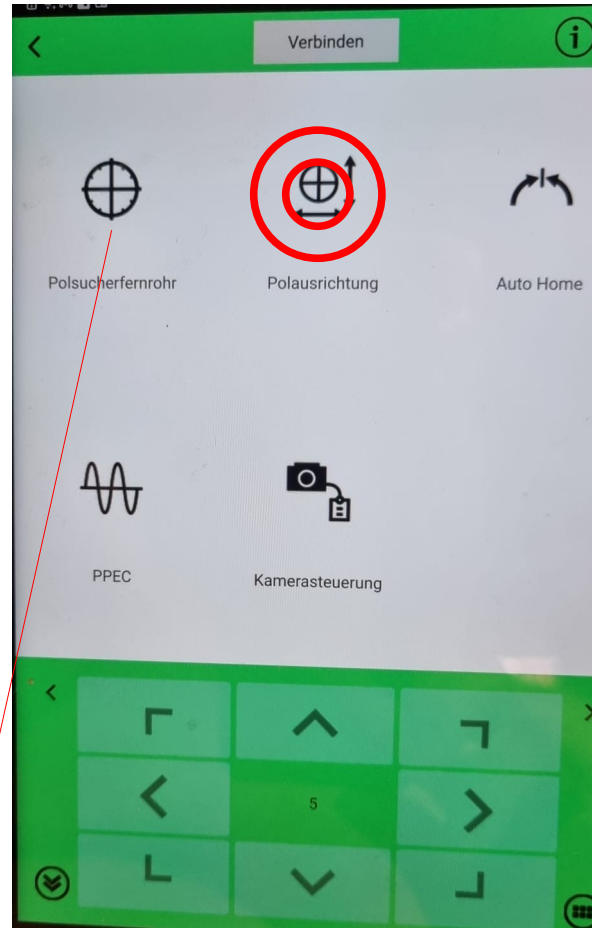 Verbinden
Polsucherfernrohr
Polausrichtung
Auto Home
PPEC
Kamerasteuerung
5